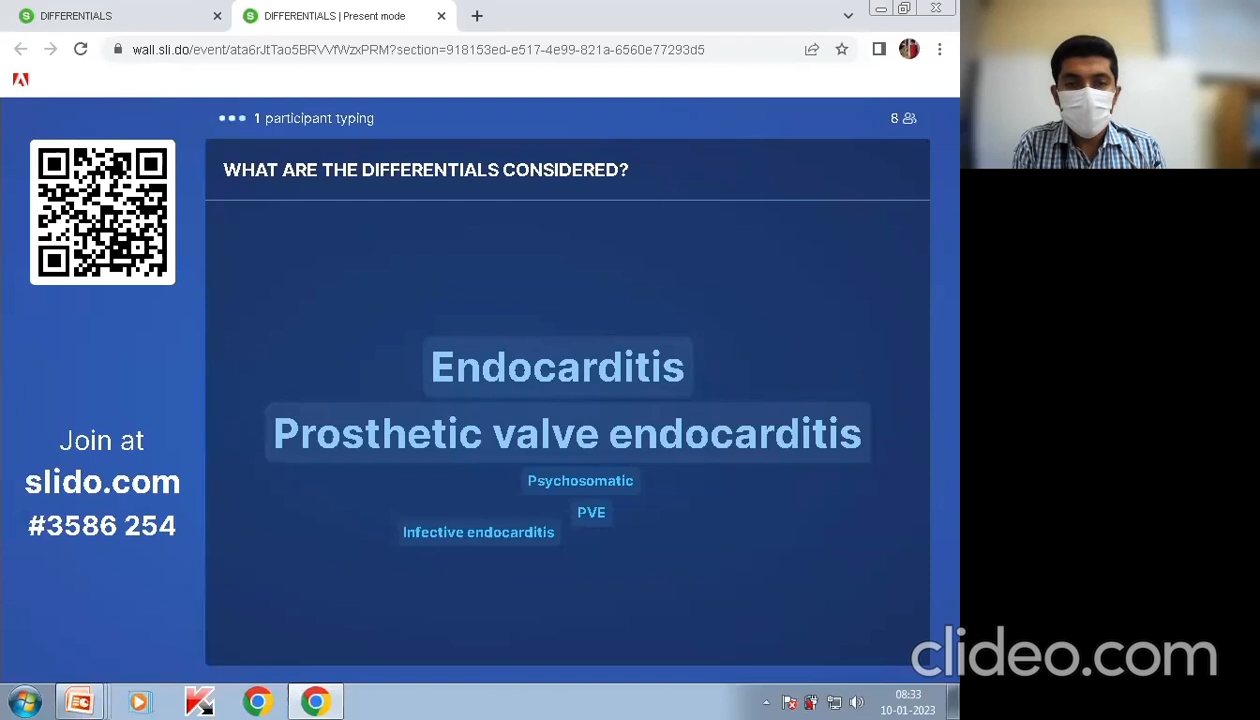 DIFFERENTIALS
DIFFERENTIALS | Present mode
wall.sli.do/event/ata6rJtTao5BRVVfWzxPRM?section=918153ed-e517-4e99-821a-6560e77293d5
1 participant typing
8
WHAT ARE THE DIFFERENTIALS CONSIDERED?
Endocarditis
Prosthetic valve endocarditis
Psychosomatic
PVE
Infective endocarditis
Join at
slido.com
#3586 254
clideo.com
08:33
10-01-2023